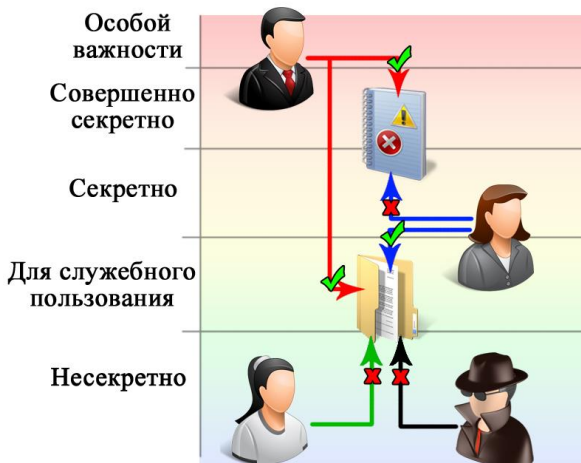 Особой
важности
Совершенно
секретно
Секретно
Для служебного
пользования
Несекретно